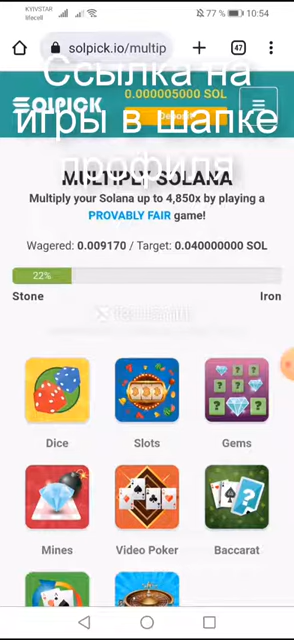 KYIVSTAR
lifecell
77 %
10:54
solpick.io/multip
47
Ссылка на
SOLPICK
0.000005000 SOL
игры в шапке
профиля
MULTIPLY SOLANA
Multiply your Solana up to 4,850x by playing a
PROVABLY FAIR game!
Wagered: 0.009170 / Target: 0.040000000 SOL
22%
Stone Iron
Dice Slots Gems
Mines Video Poker Baccarat